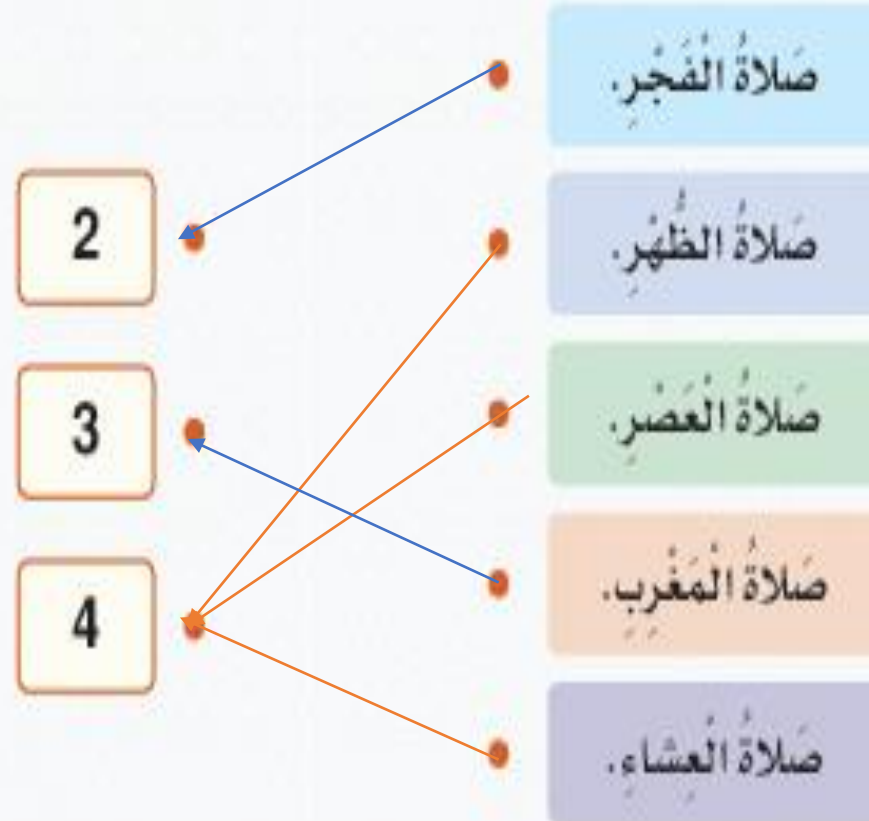 صَلاةُ الْفَجْرِ.
صَلاةُ الظُّهْرِ.
صَلاةُ الْعَصْرِ.
صَلاةُ الْمَغْرِبِ.
صَلاةُ الْعِشاءِ.
2
3
4